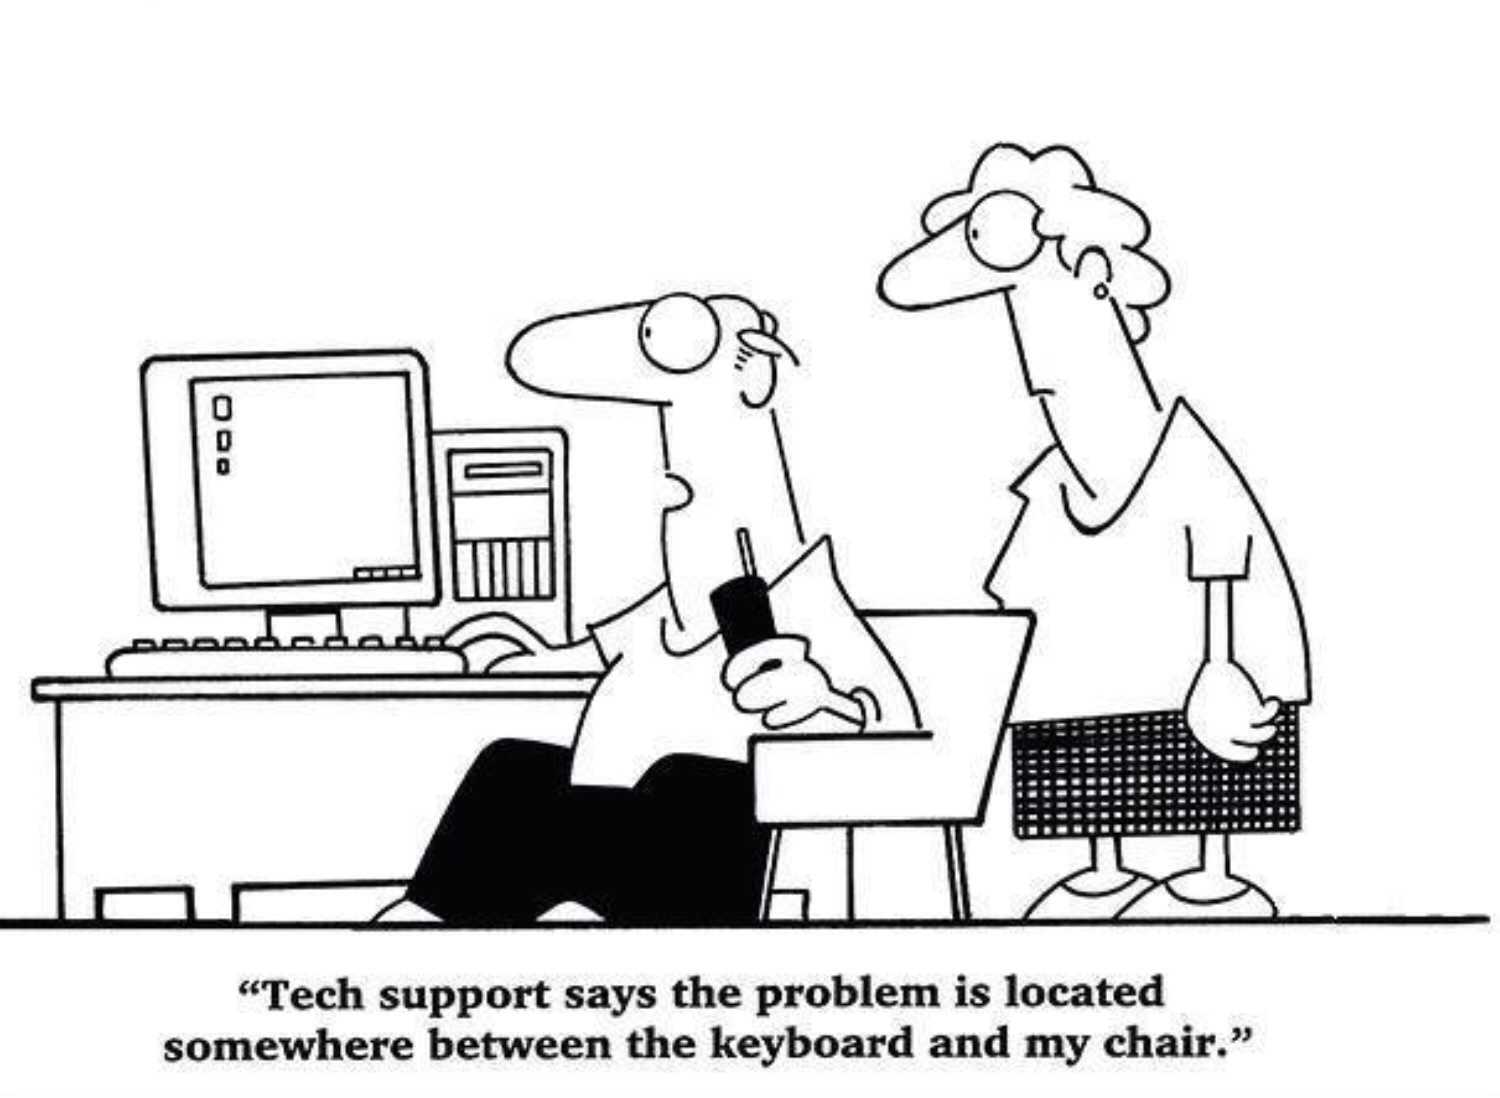 “Tech support says the problem is located
somewhere between the keyboard and my chair.”